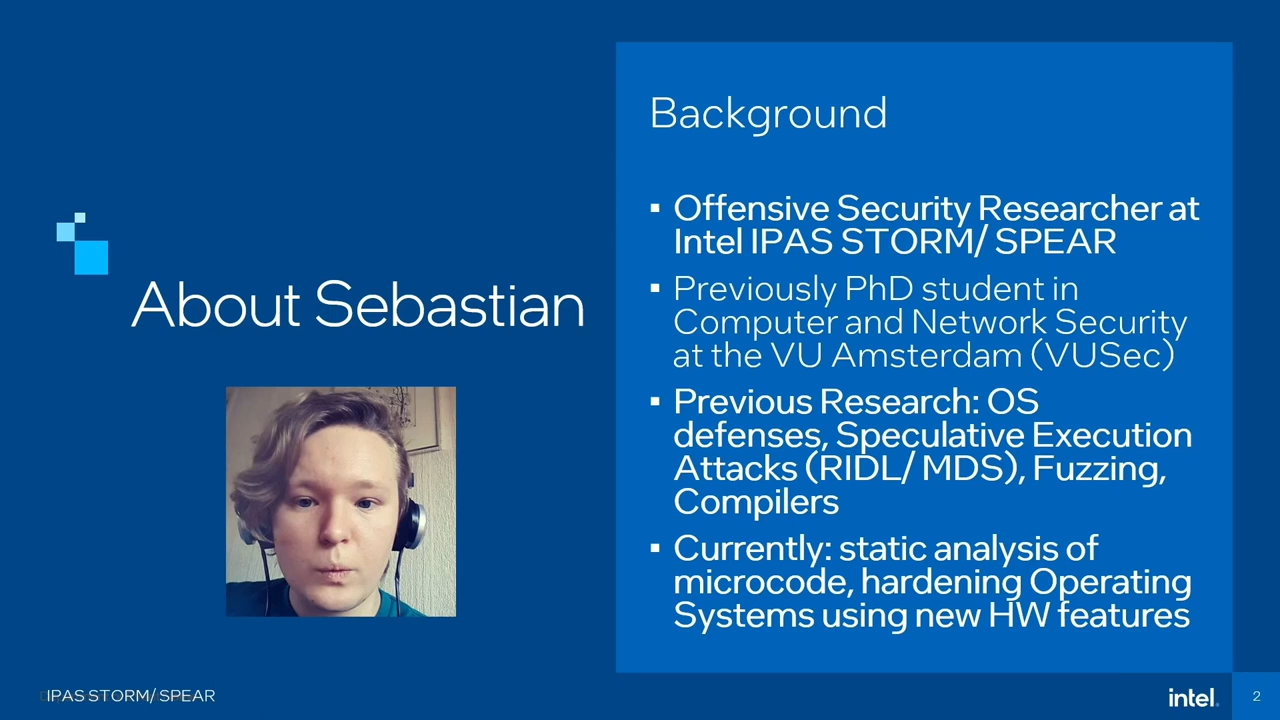 About Sebastian
Background
▪ Offensive Security Researcher at
Intel IPAS STORM/ SPEAR
▪ Previously PhD student in
Computer and Network Security
at the VU Amsterdam (VUSec)
▪ Previous Research: OS
defenses, Speculative Execution
Attacks (RIDL/ MDS), Fuzzing,
Compilers
▪ Currently: static analysis of
microcode, hardening Operating
Systems using new HW features
IPAS STORM/ SPEAR
intel.
2